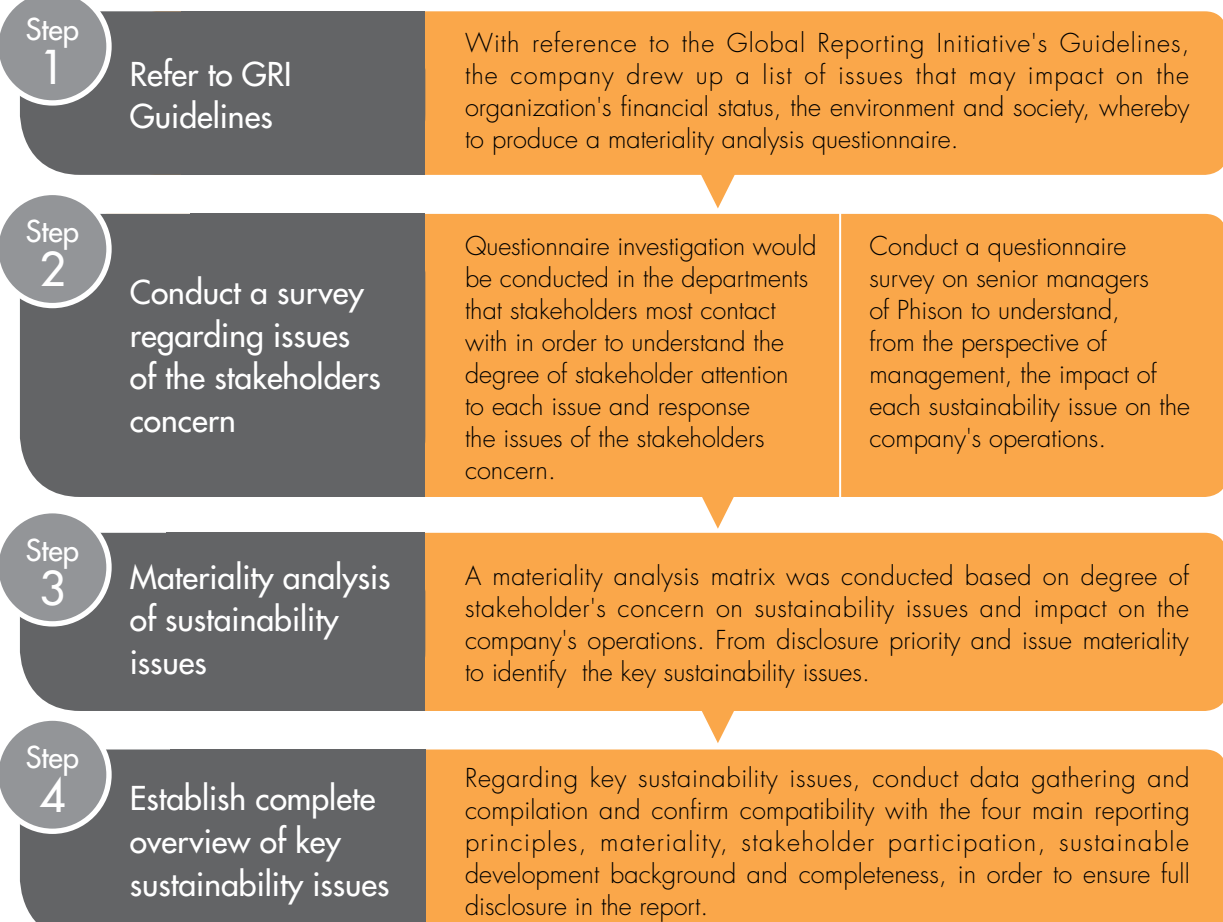 Step
1
Refer to GRI
Guidelines
With reference to the Global Reporting Initiative's Guidelines,
the company drew up a list of issues that may impact on the
organization's financial status, the environment and society, whereby
to produce a materiality analysis questionnaire.
Step
2
Conduct a survey
regarding issues
of the stakeholders
concern
Questionnaire investigation would
be conducted in the departments
that stakeholders most contact
with in order to understand the
degree of stakeholder attention
to each issue and response
the issues of the stakeholders
concern.
Conduct a questionnaire
survey on senior managers
of Phison to understand,
from the perspective of
management, the impact of
each sustainability issue on the
company's operations.
Step
3
Materiality analysis
of sustainability
issues
A materiality analysis matrix was conducted based on degree of
stakeholder's concern on sustainability issues and impact on the
company's operations. From disclosure priority and issue materiality
to identify the key sustainability issues.
Step
4
Establish complete
overview of key
sustainability issues
Regarding key sustainability issues, conduct data gathering and
compilation and confirm compatibility with the four main reporting
principles, materiality, stakeholder participation, sustainable
development background and completeness, in order to ensure full
disclosure in the report.